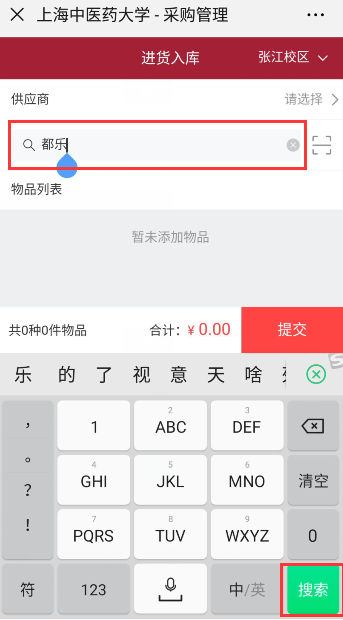 上海中医药大学 - 采购管理
进货入库 张江校区
供应商 请选择
都乐
物品列表
暂未添加物品
共0种0件物品 合计：¥ 0.00 提交
乐 的 了 视 意 天 啥
， 1 2 ABC 3 DEF
。 4 GHI 5 JKL 6 MNO 清空
？ ！ 7 PQRS 8 TUV 9 WXYZ 0
符 123 中/英 搜索